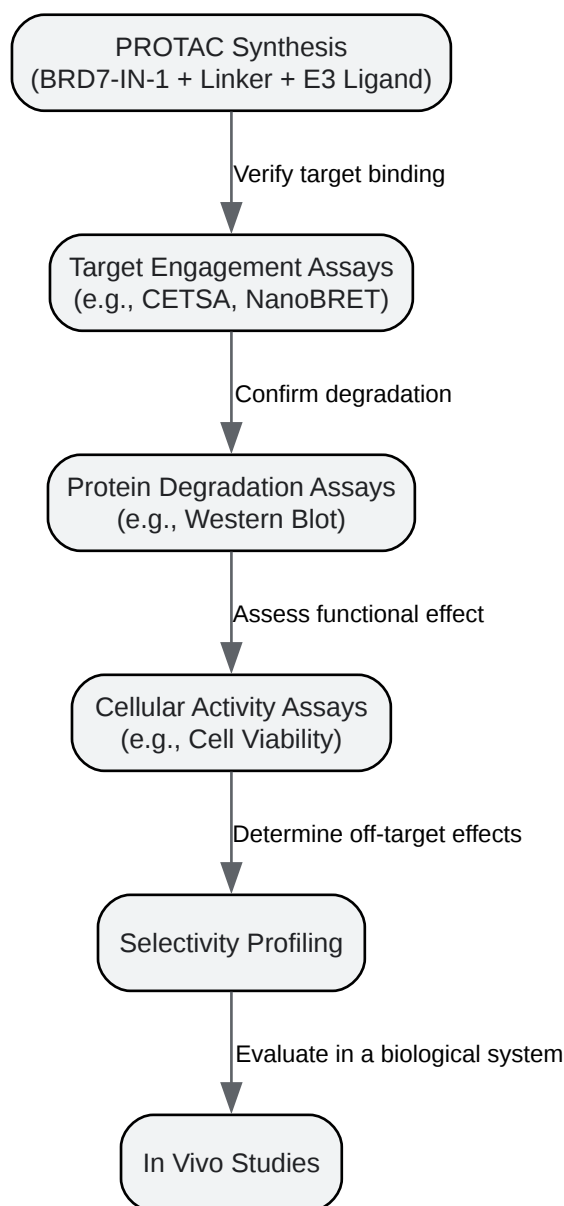 PROTAC Synthesis
(BRD7-IN-1 + Linker + E3 Ligand)
Verify target binding
Target Engagement Assays
(e.g., CETSA, NanoBRET)
Confirm degradation
Protein Degradation Assays
(e.g., Western Blot)
Assess functional effect
Cellular Activity Assays
(e.g., Cell Viability)
Determine off-target effects
Selectivity Profiling
Evaluate in a biological system
In Vivo Studies